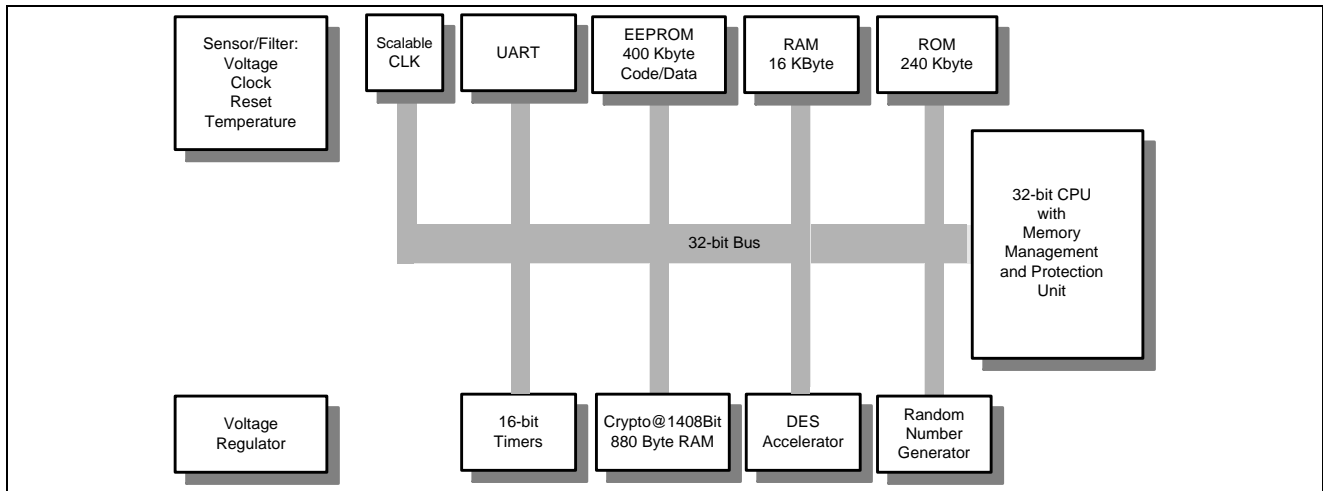 Sensor/Filter:
Voltage
Clock
Reset
Temperature
Scalable
CLK
UART
EEPROM
400 Kbyte
Code/Data
RAM
16 KByte
ROM
240 Kbyte
32-bit CPU
with
Memory
Management
and Protection
Unit
32-bit Bus
Voltage
Regulator
16-bit
Timers
Crypto@1408Bit
880 Byte RAM
DES
Accelerator
Random
Number
Generator